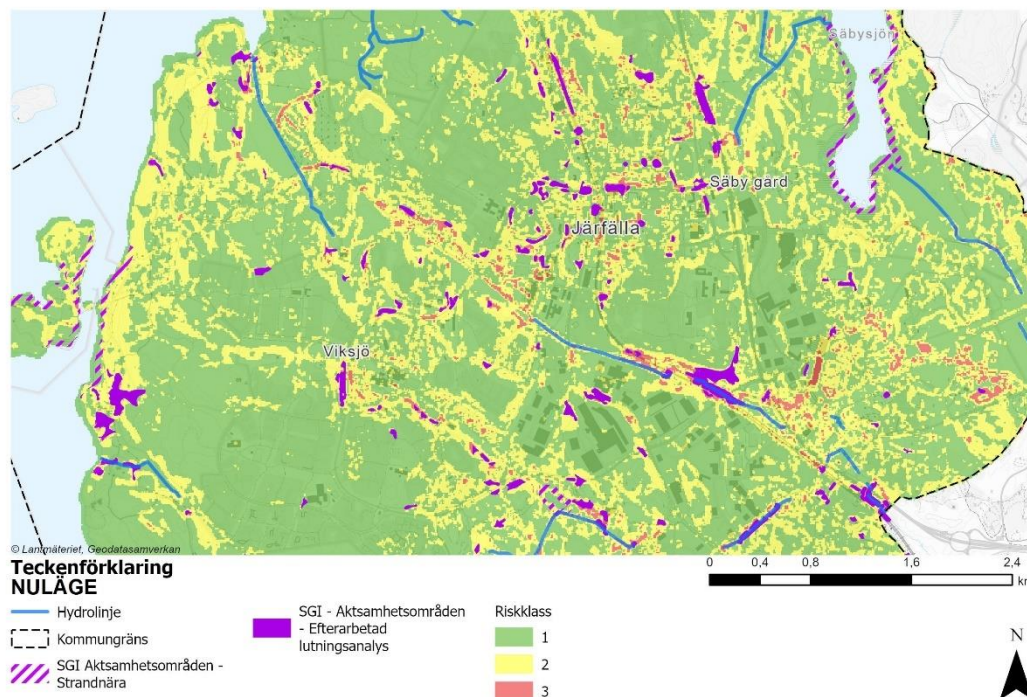 Säbysjön
Säby gård
Järfälla
Viksjö
© Lantmäteriet, Geodatasamverkan
Teckenförklaring
NULÄGE
Hydrolinje
Kommungräns
SGI Aktsamhetsområden -
Strandnära
SGI - Aktsamhetsområden
- Efterarbetad
lutningsanalys
Riskklass
1
2
3
0 0,4 0,8 1,6 2,4
km
N